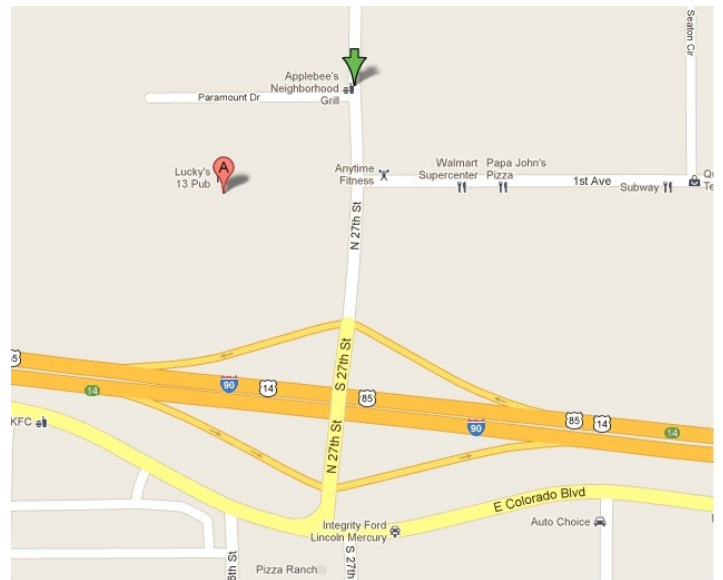 Seaton Cir
Applebee's
Neighborhood
Grill
Paramount Dr
Lucky's
13 Pub
A
Anytime
Fitness
Walmart
Supercenter
Papa John's
Pizza
1st Ave
Subway
N 27th St
S 27th St
90
14
85
85
14
14
14
90
N 27th St
KFC
E Colorado Blvd
Integrity Ford
Lincoln Mercury
Auto Choice
Pizza Ranch
S 27th